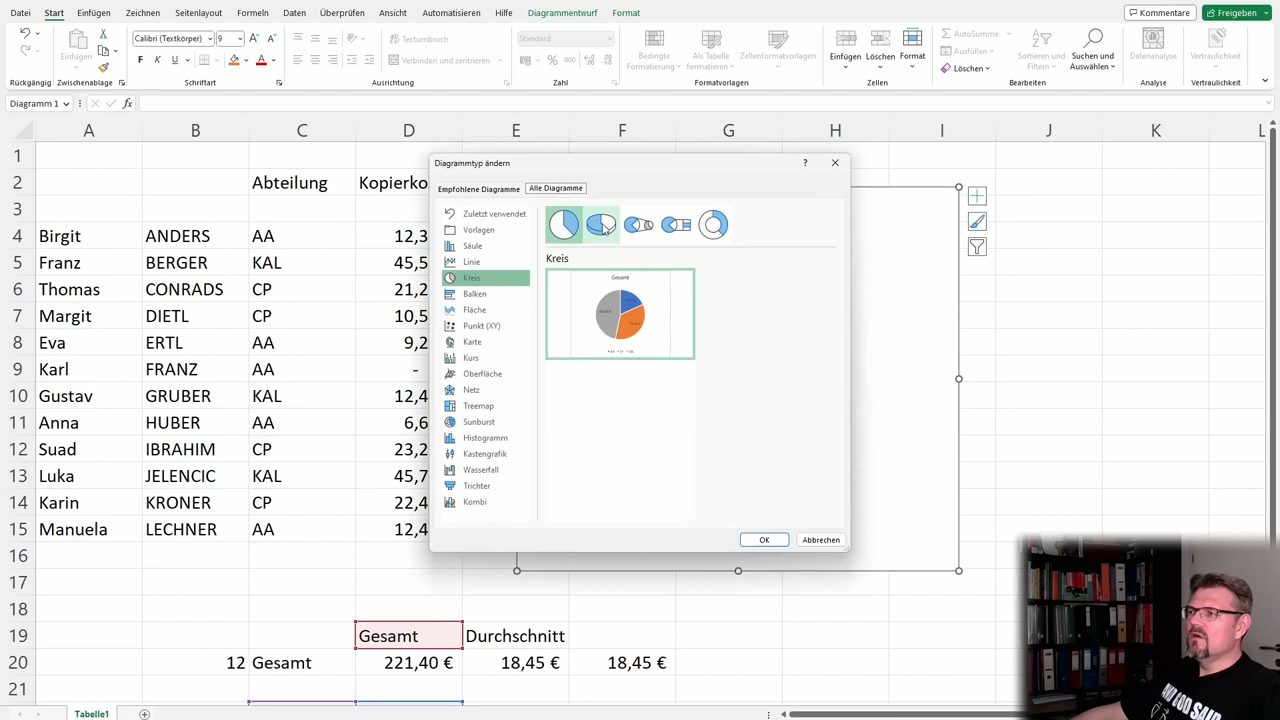 Datei Start Einfügen Zeichnen Seitenlayout Formeln Daten Überprüfen Ansicht Automatisieren Hilfe Diagrammentwurf Format Kommentare Freigeben
Calibri (Textkörper) 9 A A Textumbruch Standard AutoSumme
Einfügen F K U A Verbinden und zentrieren % Bedingte Formatierung Als Tabelle formatieren Zellenformatvorlagen Einfügen Löschen Format Ausfüllen Löschen Sortieren und Filtern Suchen und Auswählen Datenanalyse Vertraulichkeit
Rückgängig Zwischenablage Schriftart Ausrichtung Zahl Formatvorlagen Zellen Bearbeiten Analyse Vertraulichkeit
Diagramm 1 fx
A B C D E F G H I J K L
1
2 Abteilung Kopierko
3
4 Birgit ANDERS AA 12,3
5 Franz BERGER KAL 45,5
6 Thomas CONRADS CP 21,2
7 Margit DIETL CP 10,5
8 Eva ERTL AA 9,2
9 Karl FRANZ AA -
10 Gustav GRUBER KAL 12,4
11 Anna HUBER AA 6,6
12 Suad IBRAHIM CP 23,2
13 Luka JELENCIC KAL 45,7
14 Karin KRONER CP 22,4
15 Manuela LECHNER AA 12,4
16
17
18
19 Gesamt Durchschnitt
20 12 Gesamt 221,40 € 18,45 € 18,45 €
21
Diagrammtyp ändern ?
Empfohlene Diagramme Alle Diagramme
Zuletzt verwendet
Vorlagen
Säule
Linie
Kreis
Balken
Fläche
Punkt (XY)
Karte
Kurs
Oberfläche
Netz
Treemap
Sunburst
Histogramm
Kastengrafik
Wasserfall
Trichter
Kombi
Kreis
Gesamt
OK Abbrechen
Tabelle1